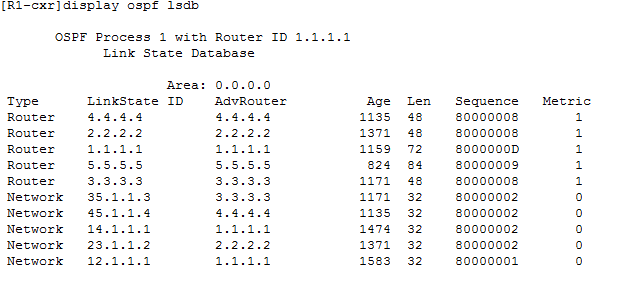 [R1-cxr]display ospf lsdb
OSPF Process 1 with Router ID 1.1.1.1
Link State Database
Area: 0.0.0.0
Type LinkState ID AdvRouter Age Len Sequence Metric
Router 4.4.4.4 4.4.4.4 1135 48 80000008 1
Router 2.2.2.2 2.2.2.2 1371 48 80000008 1
Router 1.1.1.1 1.1.1.1 1159 72 8000000D 1
Router 5.5.5.5 5.5.5.5 824 84 80000009 1
Router 3.3.3.3 3.3.3.3 1171 48 80000008 1
Network 35.1.1.3 3.3.3.3 1171 32 80000002 0
Network 45.1.1.4 4.4.4.4 1135 32 80000002 0
Network 14.1.1.1 1.1.1.1 1474 32 80000002 0
Network 23.1.1.2 2.2.2.2 1371 32 80000002 0
Network 12.1.1.1 1.1.1.1 1583 32 80000001 0